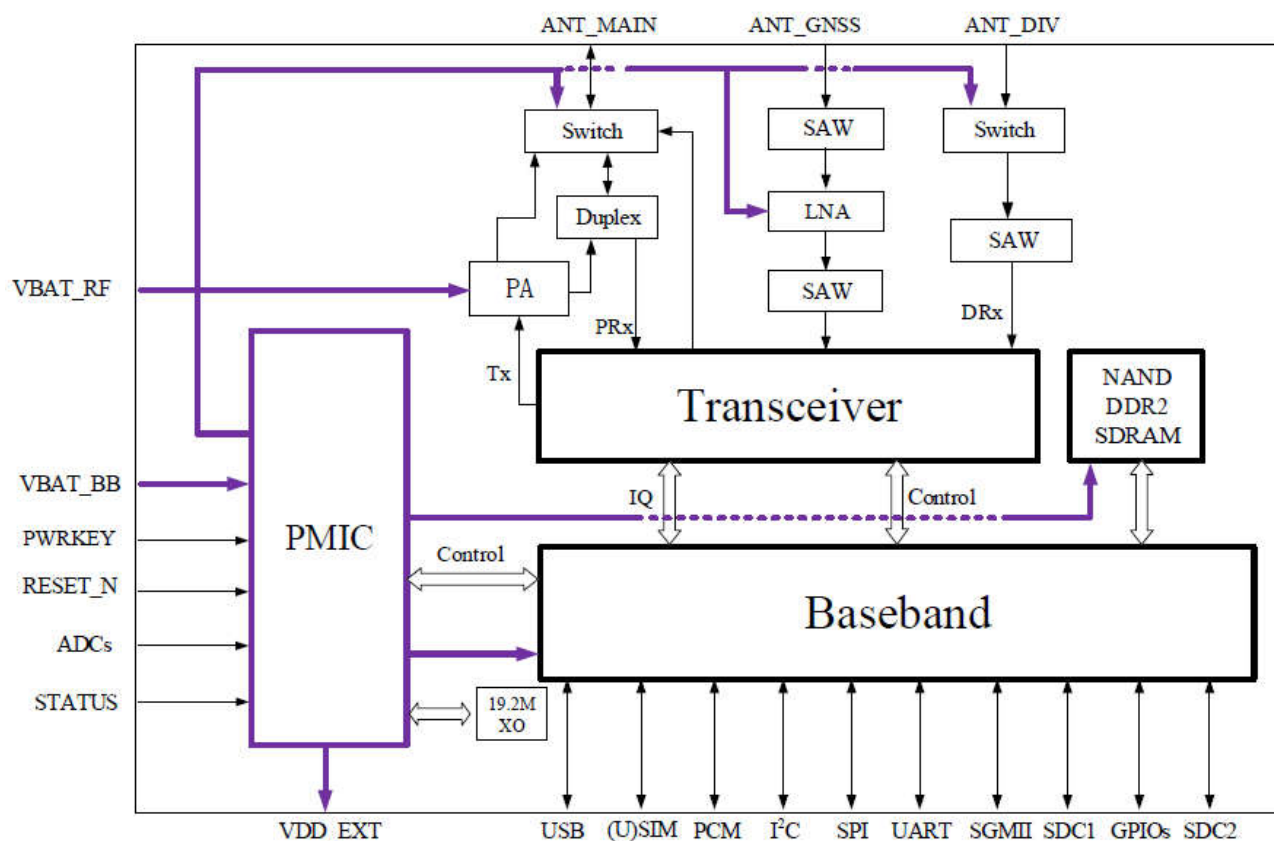 ANT_MAIN
ANT_GNSS
ANT_DIV
Switch
SAW
Switch
LNA
Duplex
SAW
VBAT_RF
PA
SAW
PRx
DRx
Tx
Transceiver
NAND
DDR2
SDRAM
VBAT_BB
IQ
Control
PWRKEY
PMIC
Control
RESET_N
Baseband
ADCs
STATUS
19.2M
XO
VDD_EXT
USB
(U)SIM
PCM
I²C
SPI
UART
SGMII
SDC1
GPIOs
SDC2